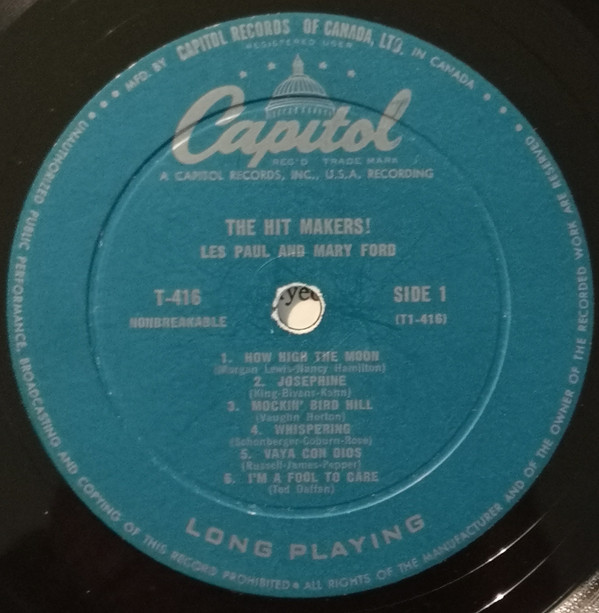 MFD. BY CAPITOL RECORDS OF CANADA, LTD. IN CANADA
REGISTERED USER
Capitol
REG'D TRADE MARK
A CAPITOL RECORDS, INC., U.S.A. RECORDING
THE HIT MAKERS!
LES PAUL AND MARY FORD
T-416
SIDE 1
NONBREAKABLE
(T1-416)
1. HOW HIGH THE MOON
(Morgan Lewis-Nancy Hamilton)
2. JOSEPHINE
(King-Bivens-Kahn)
3. MOCKIN' BIRD HILL
(Vaughn Horton)
4. WHISPERING
(Schonberger-Coburn-Rose)
5. VAYA CON DIOS
(Russell-James-Pepper)
6. I'M A FOOL TO CARE
(Ted Daffan)
LONG PLAYING
UNAUTHORIZED PUBLIC PERFORMANCE, BROADCASTING AND COPYING OF THIS RECORD PROHIBITED • ALL RIGHTS OF THE MANUFACTURER AND OF THE OWNER OF THE RECORDED WORK ARE RESERVED